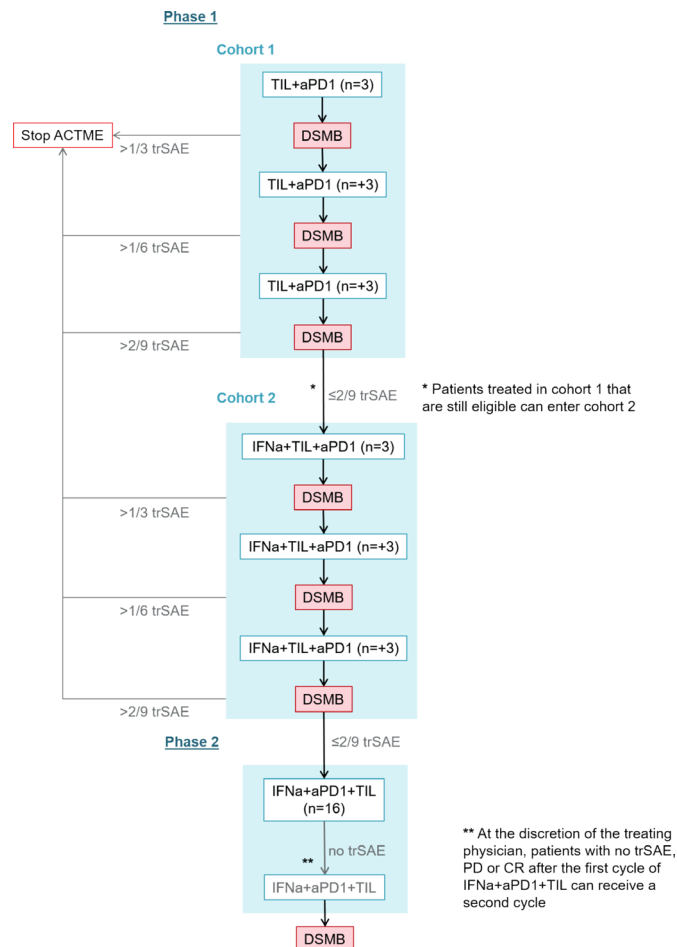 Phase 1
Cohort 1
TIL+aPD1 (n=3)
DSMB
Stop ACTME
>1/3 trSAE
TIL+aPD1 (n=+3)
DSMB
>1/6 trSAE
TIL+aPD1 (n=+3)
DSMB
>2/9 trSAE
*
≤2/9 trSAE
* Patients treated in cohort 1 that
are still eligible can enter cohort 2
Cohort 2
IFNa+TIL+aPD1 (n=3)
DSMB
>1/3 trSAE
IFNa+TIL+aPD1 (n=+3)
DSMB
>1/6 trSAE
IFNa+TIL+aPD1 (n=+3)
DSMB
>2/9 trSAE
Phase 2
≤2/9 trSAE
IFNa+aPD1+TIL
(n=16)
no trSAE
**
IFNa+aPD1+TIL
** At the discretion of the treating
physician, patients with no trSAE,
PD or CR after the first cycle of
IFNa+aPD1+TIL can receive a
second cycle
DSMB